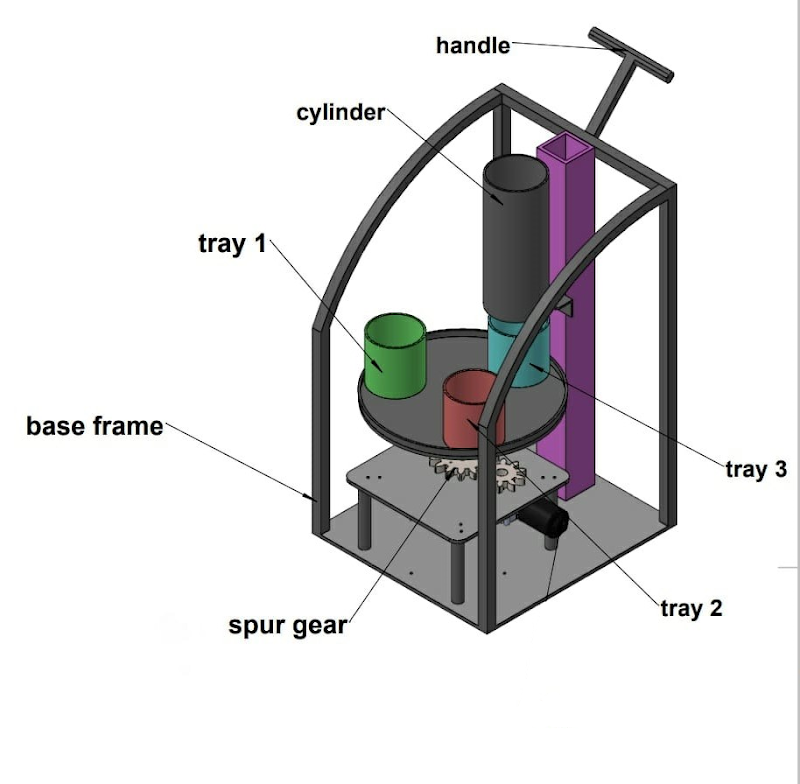 handle
cylinder
tray 1
base frame
tray 3
tray 2
spur gear